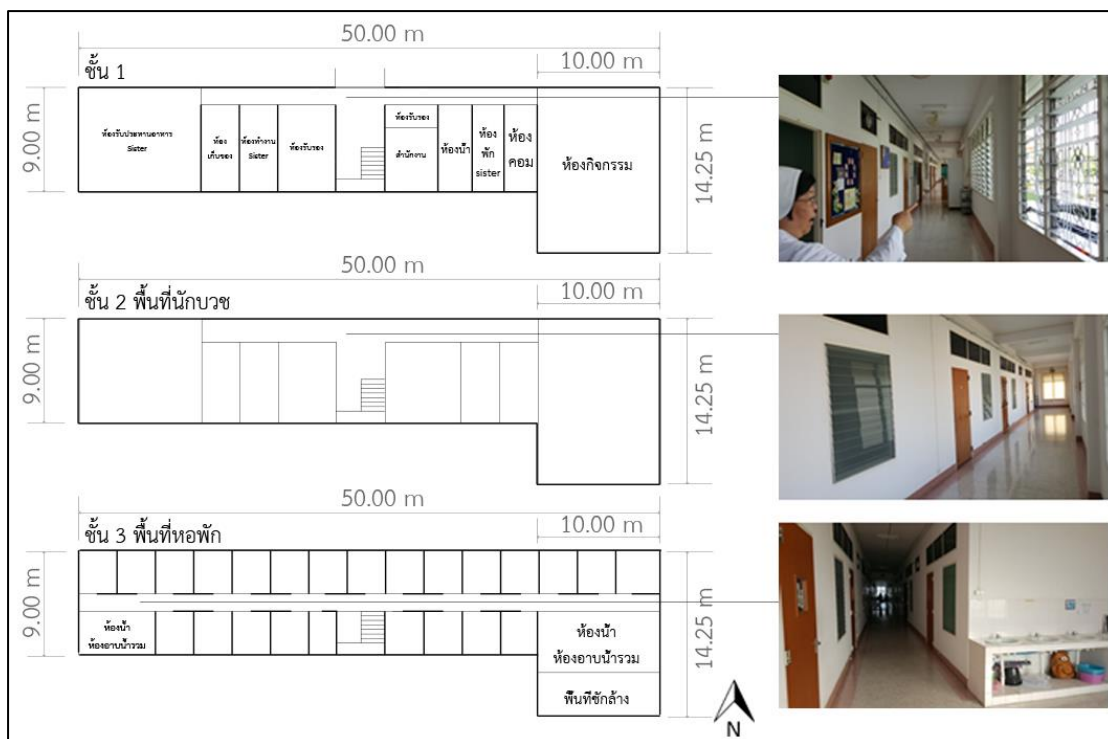 50.00 m
10.00 m
ชั้น 1
9.00 m
14.25 m
ห้องรับประทานอาหาร
Sister
ห้อง
เก็บของ
ห้องทำงาน
Sister
ห้องรับรอง
ห้องรับรอง
สำนักงาน
ห้องน้ำ
ห้อง
พัก
sister
ห้อง
คอม
ห้องกิจกรรม
50.00 m
10.00 m
ชั้น 2 พื้นที่นักบวช
9.00 m
14.25 m
50.00 m
10.00 m
ชั้น 3 พื้นที่หอพัก
9.00 m
14.25 m
ห้องน้ำ
ห้องอาบน้ำรวม
ห้องน้ำ
ห้องอาบน้ำรวม
พื้นที่ซักล้าง
N